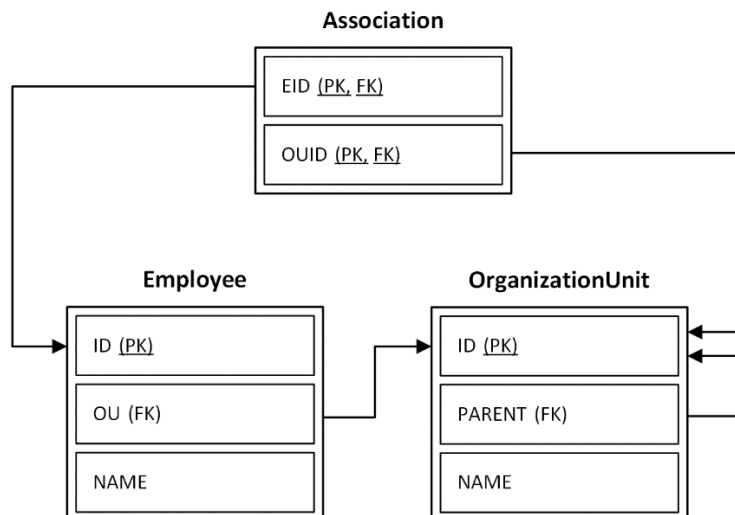 Association
EID (PK, FK)
OUID (PK, FK)
Employee
ID (PK)
OU (FK)
NAME
OrganizationUnit
ID (PK)
PARENT (FK)
NAME